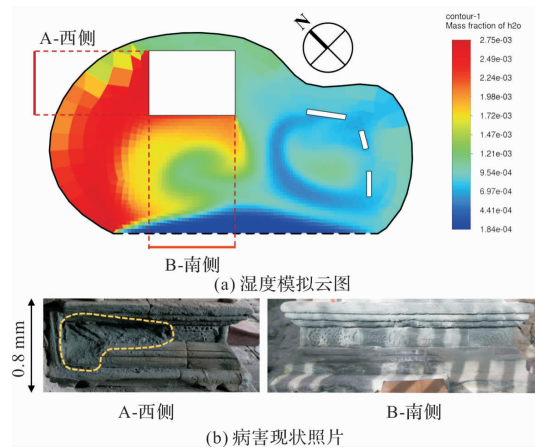 A-西侧
N
contour-1
Mass fraction of h2o
2.75e-03
2.49e-03
2.24e-03
1.98e-03
1.72e-03
1.47e-03
1.21e-03
9.54e-04
6.97e-04
4.41e-04
1.84e-04
B-南侧
(a) 湿度模拟云图
0.8 mm
A-西侧
B-南侧
(b) 病害现状照片